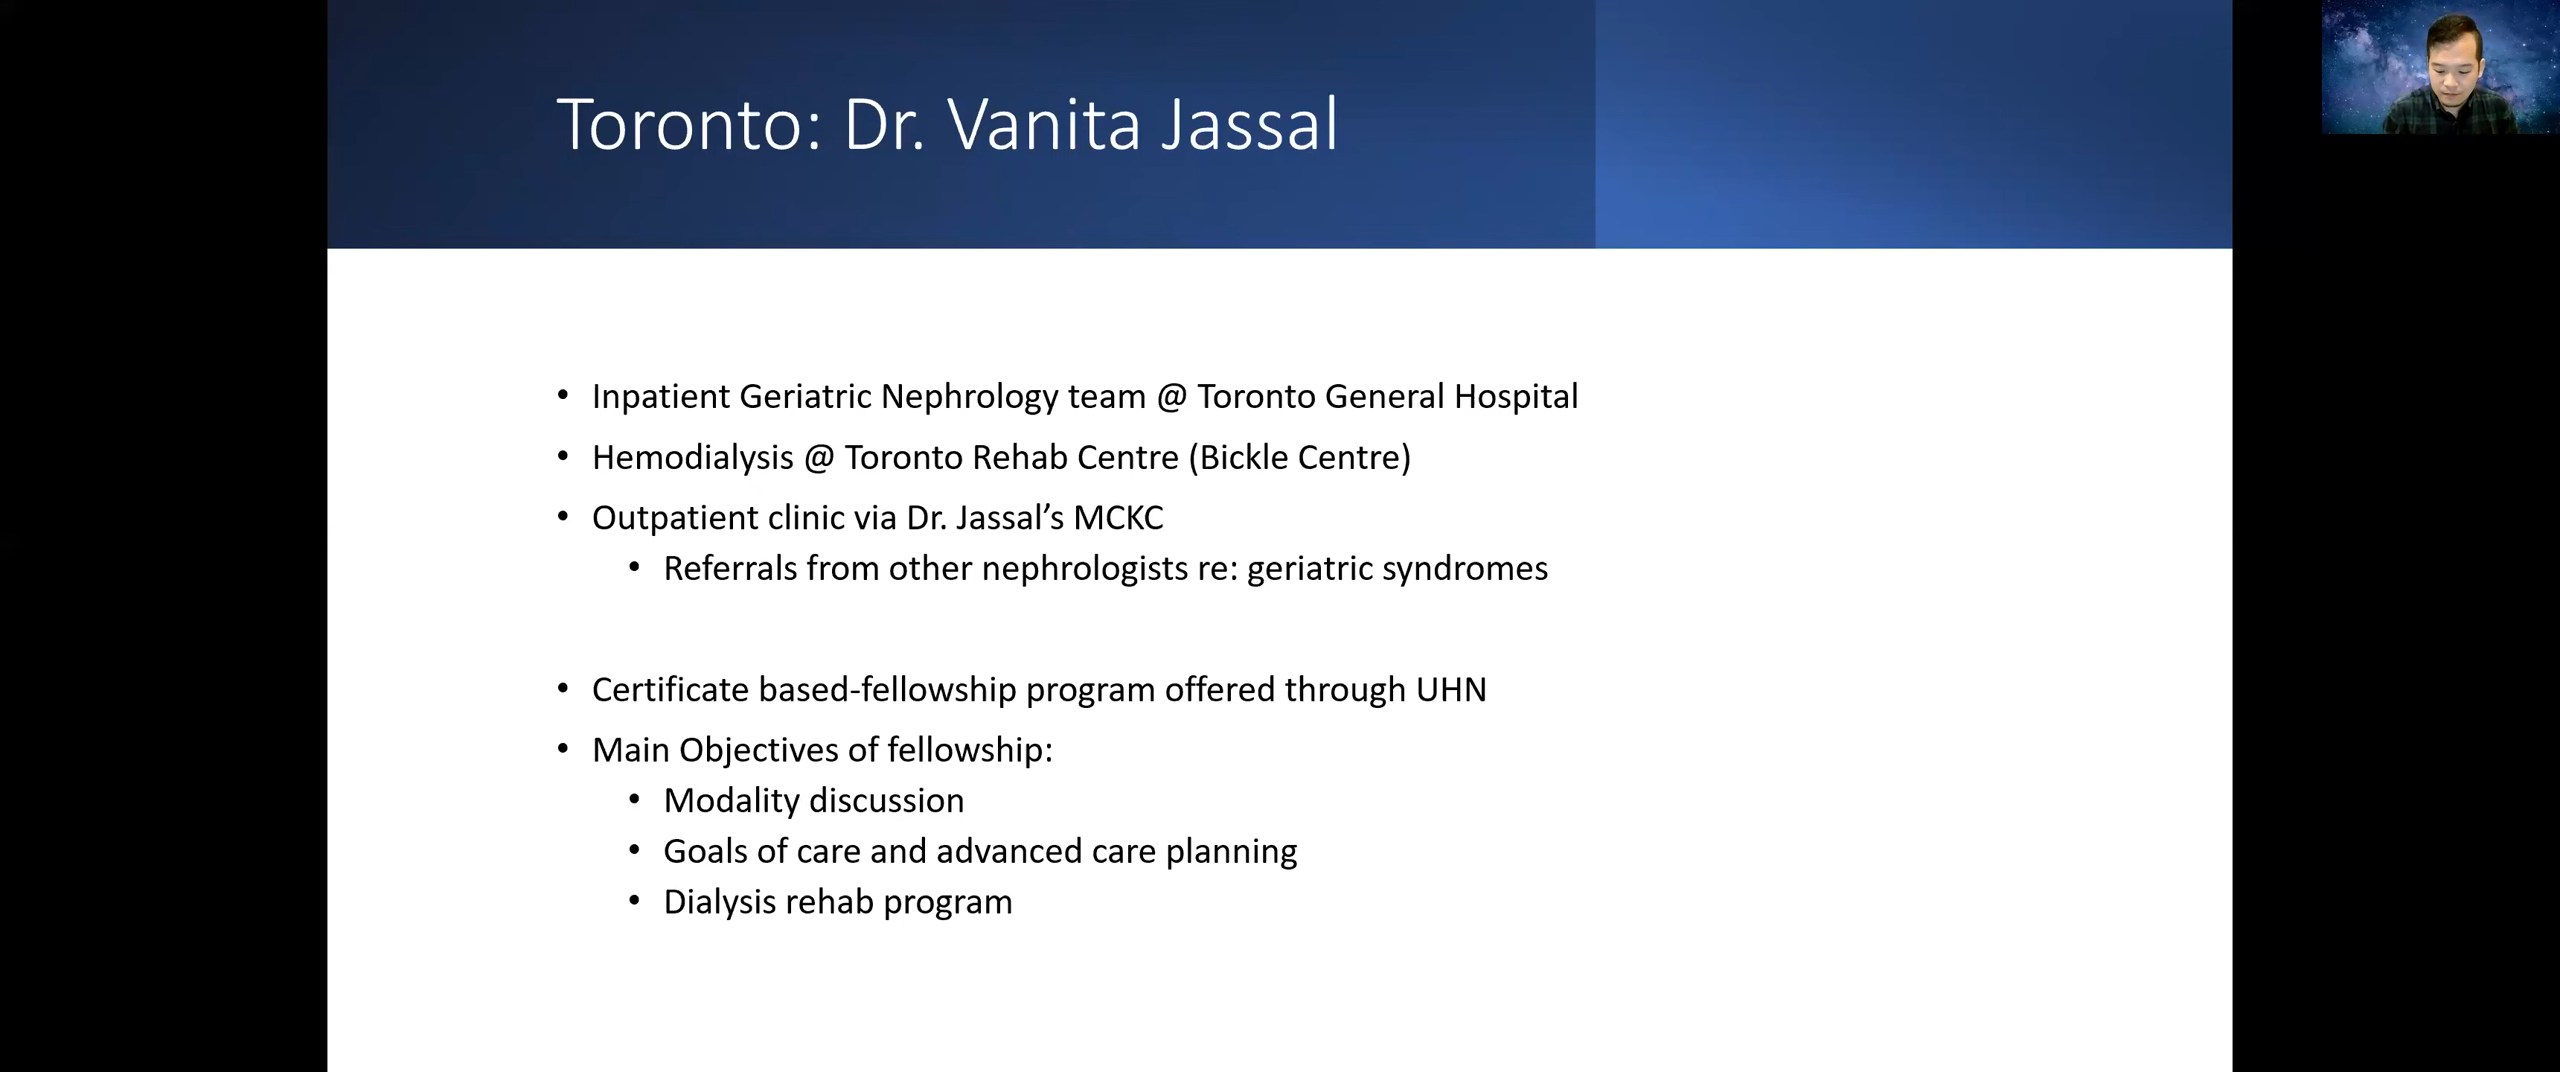 Toronto: Dr. Vanita Jassal
• Inpatient Geriatric Nephrology team @ Toronto General Hospital
• Hemodialysis @ Toronto Rehab Centre (Bickle Centre)
• Outpatient clinic via Dr. Jassal’s MCKC
• Referrals from other nephrologists re: geriatric syndromes
• Certificate based-fellowship program offered through UHN
• Main Objectives of fellowship:
• Modality discussion
• Goals of care and advanced care planning
• Dialysis rehab program